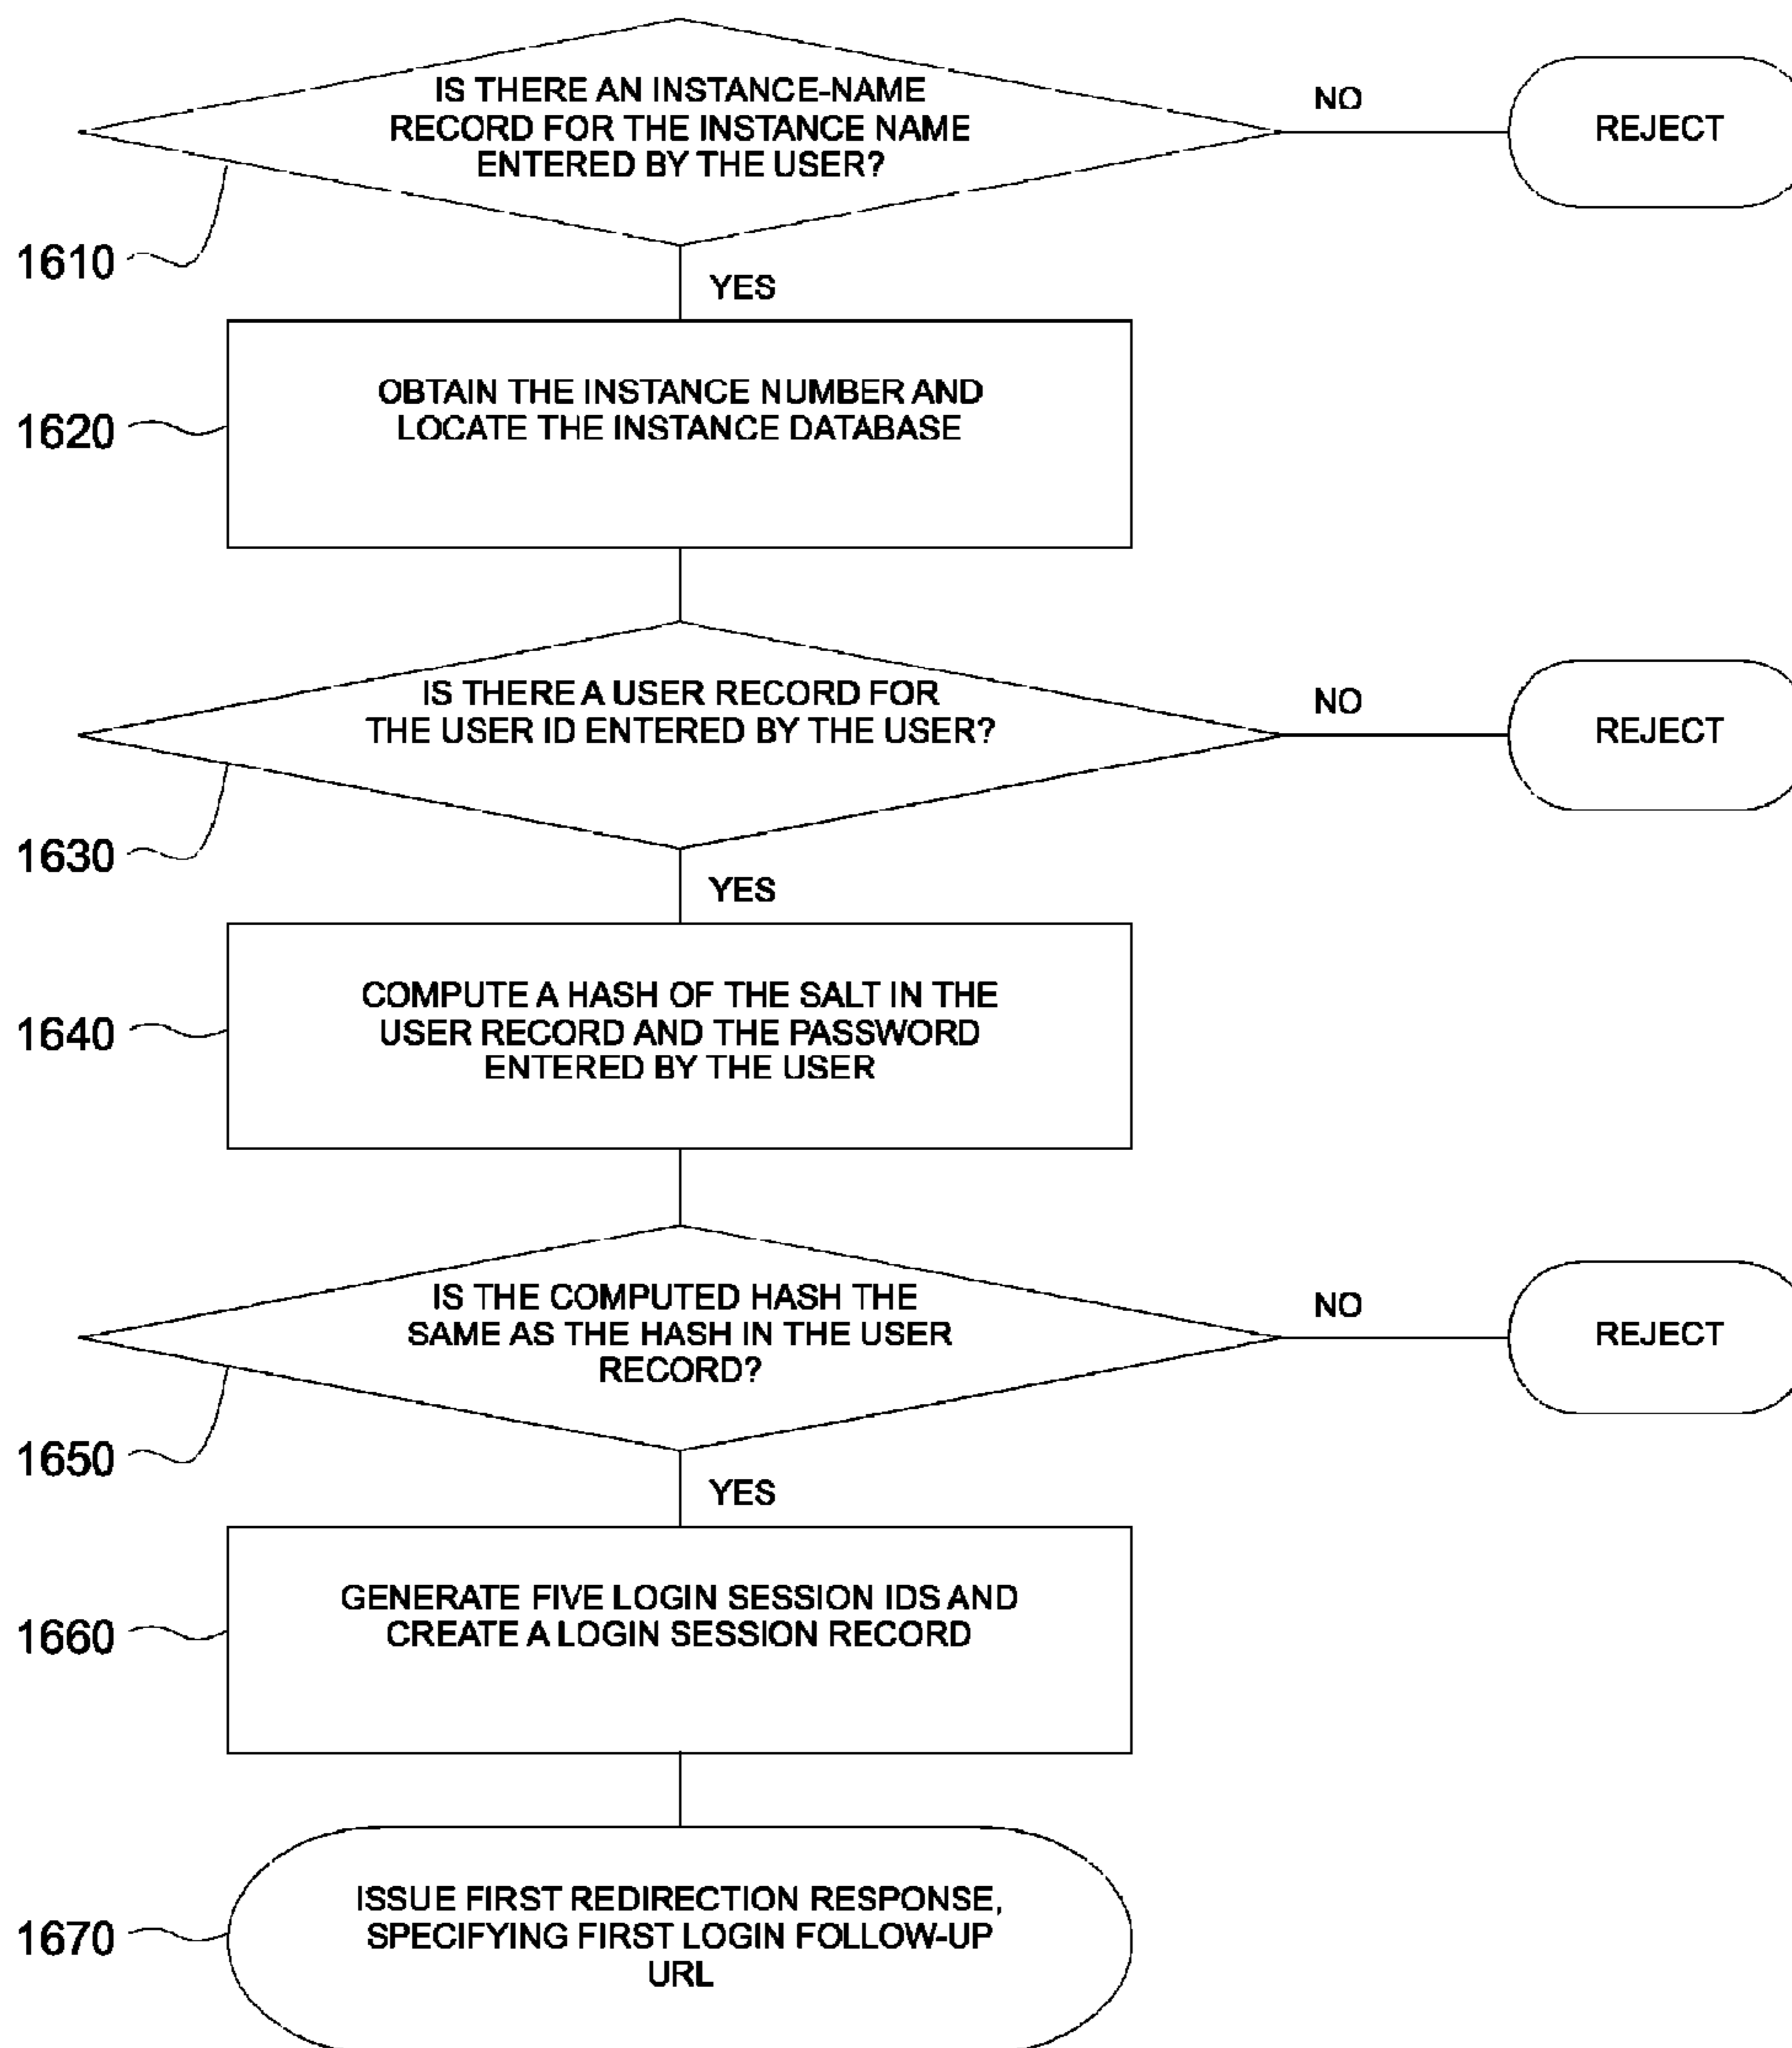 IS THERE AN INSTANCE-NAME
RECORD FOR THE INSTANCE NAME
ENTERED BY THE USER?
NO
REJECT
1610
YES
OBTAIN THE INSTANCE NUMBER AND
LOCATE THE INSTANCE DATABASE
1620
IS THERE A USER RECORD FOR
THE USER ID ENTERED BY THE USER?
NO
REJECT
1630
YES
COMPUTE A HASH OF THE SALT IN THE
USER RECORD AND THE PASSWORD
ENTERED BY THE USER
1640
IS THE COMPUTED HASH THE
SAME AS THE HASH IN THE USER
RECORD?
NO
REJECT
1650
YES
GENERATE FIVE LOGIN SESSION IDS AND
CREATE A LOGIN SESSION RECORD
1660
ISSUE FIRST REDIRECTION RESPONSE,
SPECIFYING FIRST LOGIN FOLLOW-UP
URL
1670